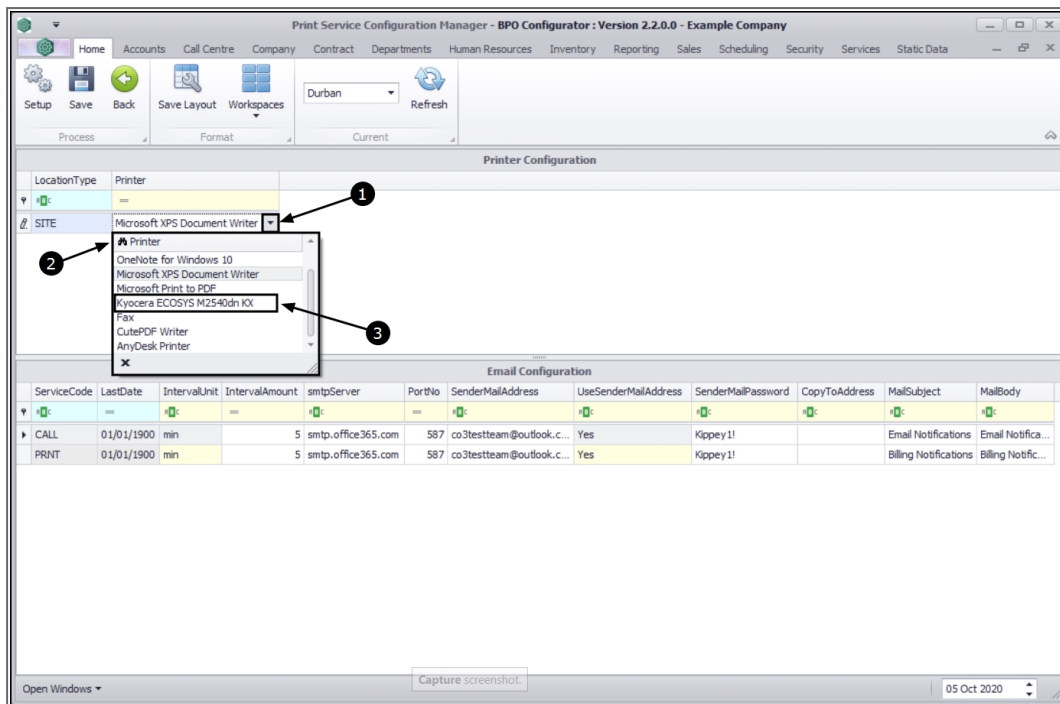 Print Service Configuration Manager - BPO Configurator : Version 2.2.0.0 - Example Company
Home Accounts Call Centre Company Contract Departments Human Resources Inventory Reporting Sales Scheduling Security Services Static Data
Setup Save Back Save Layout Workspaces Durban Refresh
Process Format Current
Printer Configuration
LocationType Printer
SITE Microsoft XPS Document Writer
1
Printer
2
OneNote for Windows 10
Microsoft XPS Document Writer
Microsoft Print to PDF
Kyocera ECOSYS M2540dn KX
Fax
3
CutePDF Writer
AnyDesk Printer
Email Configuration
ServiceCode LastDate IntervalUnit IntervalAmount smtpServer PortNo SenderMailAddress UseSenderMailAddress SenderMailPassword CopyToAddress MailSubject MailBody
CALL 01/01/1900 min 5 smtp.office365.com 587 co3testteam@outlook.c... Yes Kippey1! Email Notifications Email Notifica...
PRNT 01/01/1900 min 5 smtp.office365.com 587 co3testteam@outlook.c... Yes Kippey1! Billing Notifications Billing Notific...
Capture screenshot.
Open Windows 05 Oct 2020